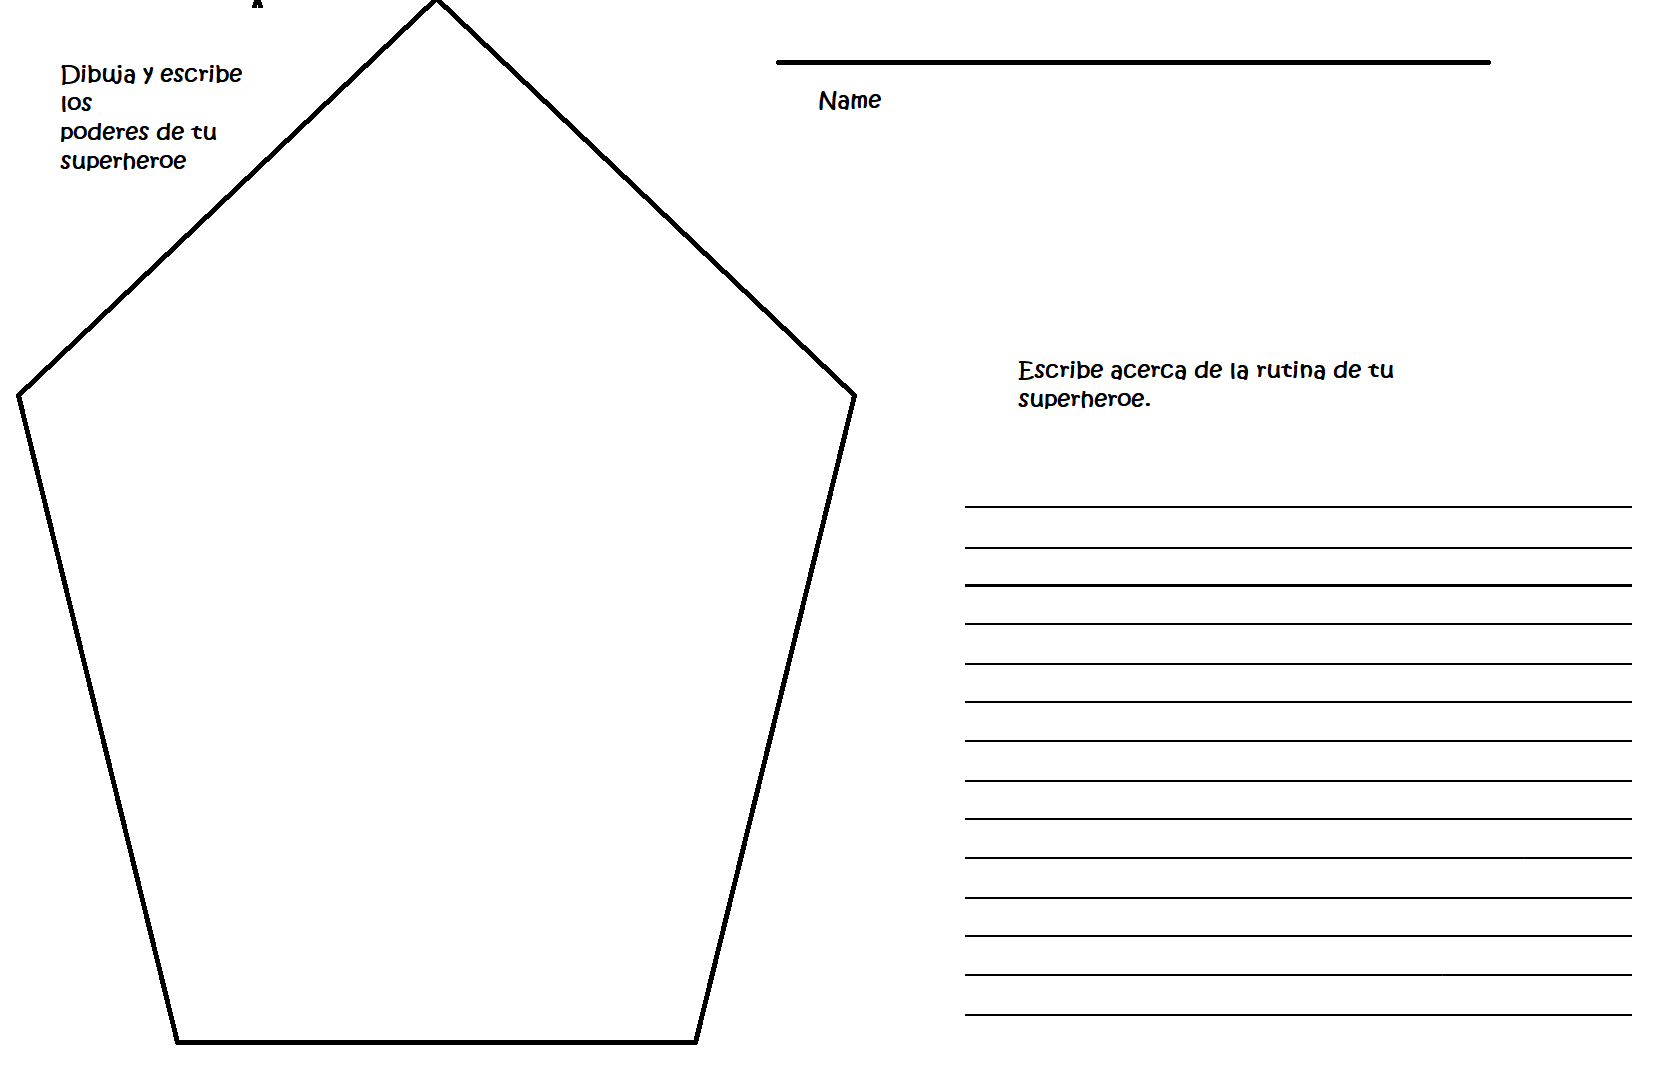 Dibuja y escribe
los
poderes de tu
superheroe
Name
Escribe acerca de la rutina de tu
superheroe.